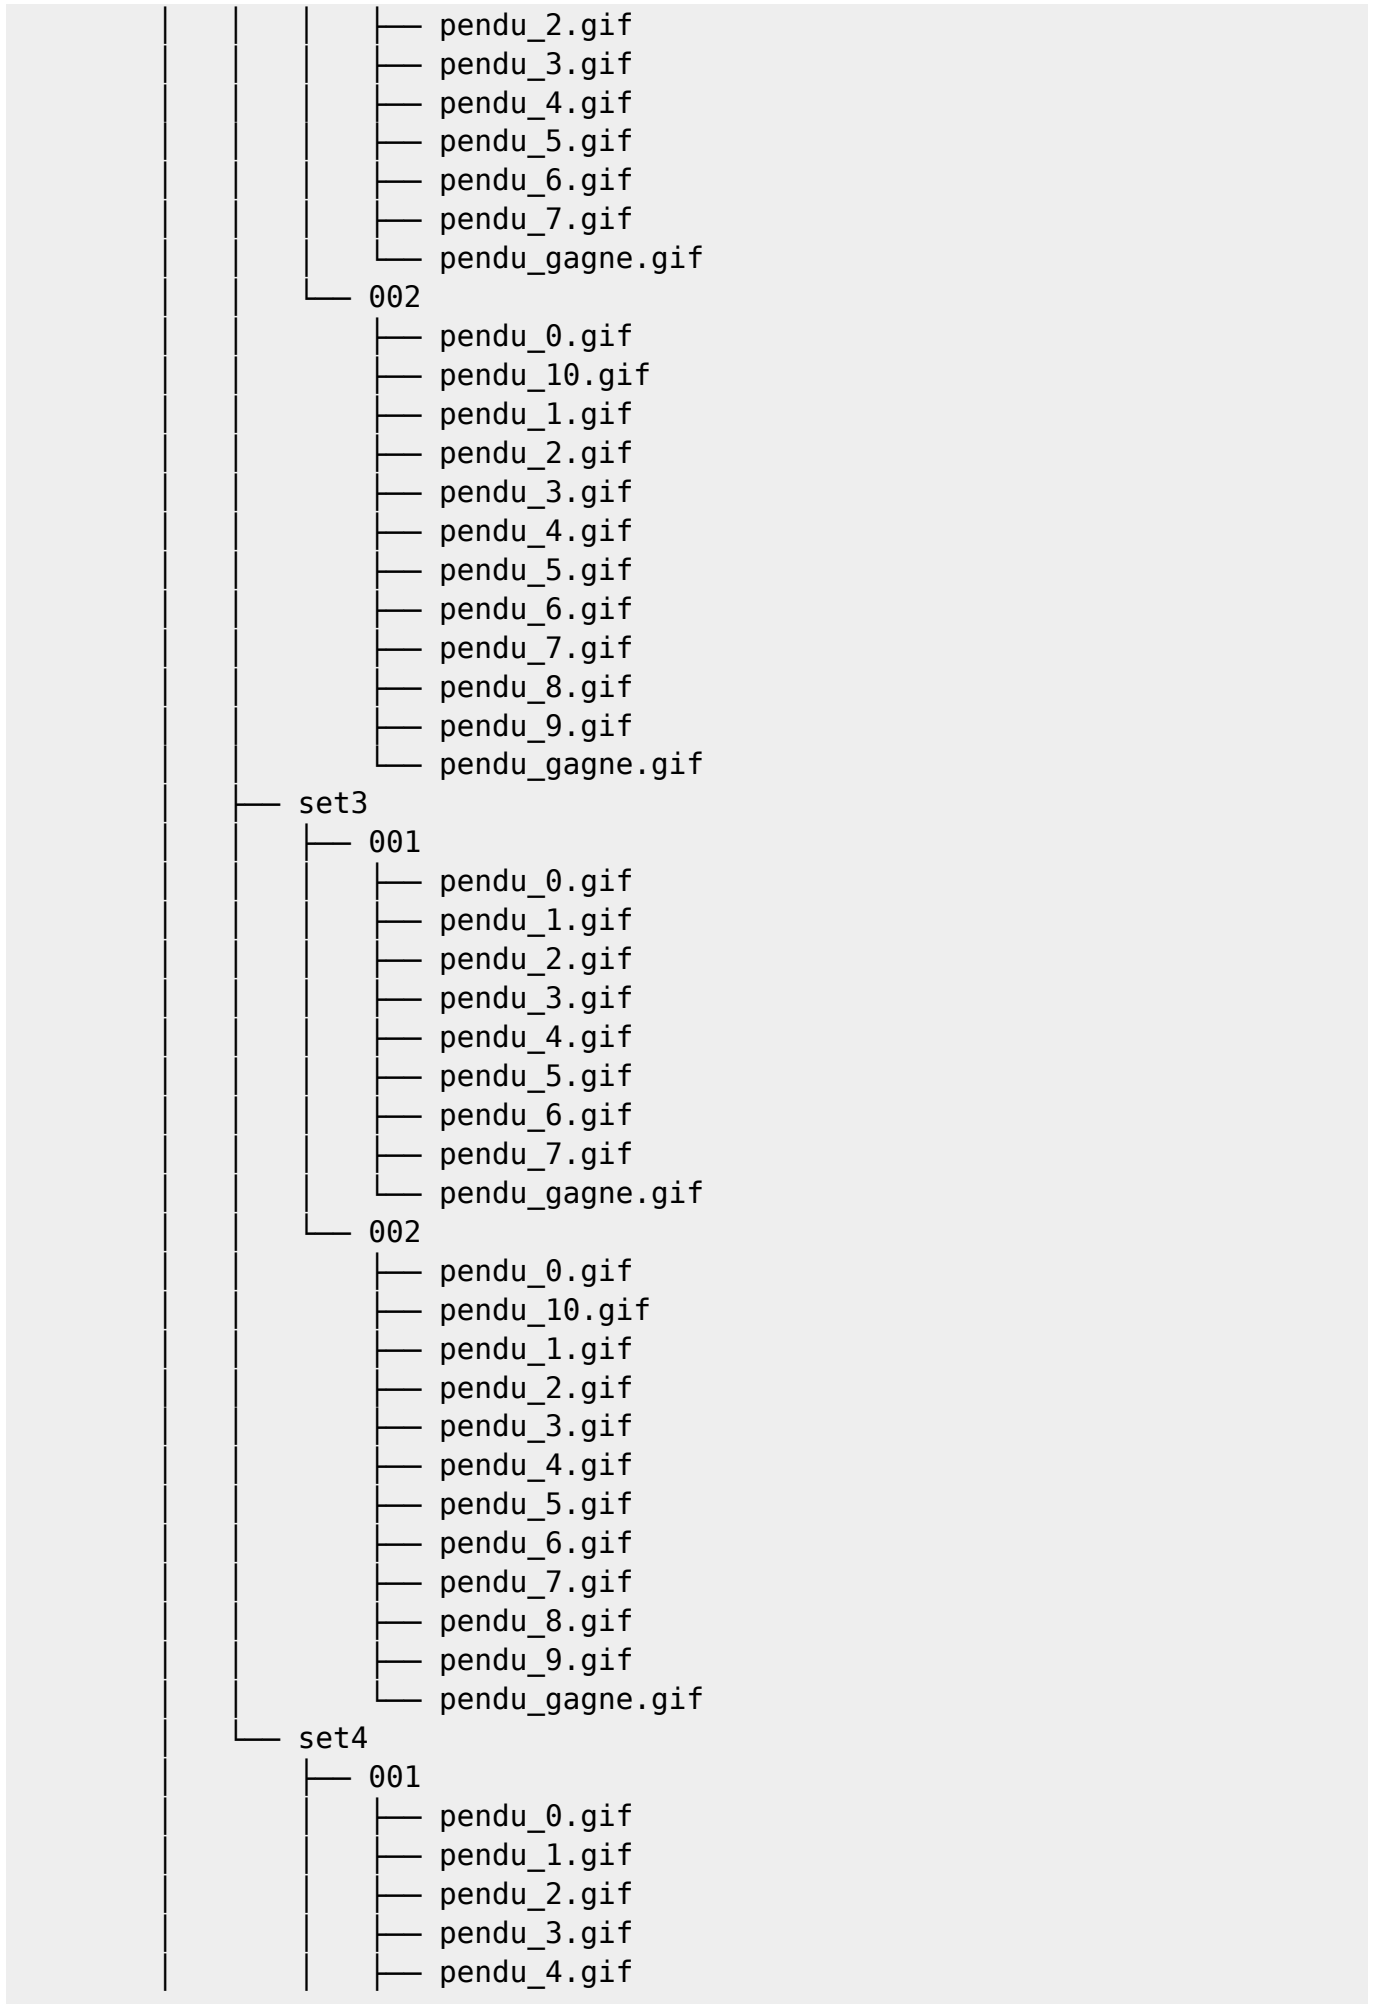 │   │   │   ├── pendu_2.gif
│   │   │   ├── pendu_3.gif
│   │   │   ├── pendu_4.gif
│   │   │   ├── pendu_5.gif
│   │   │   ├── pendu_6.gif
│   │   │   ├── pendu_7.gif
│   │   │   └── pendu_gagne.gif
│   │   └── 002
│   │       ├── pendu_0.gif
│   │       ├── pendu_10.gif
│   │       ├── pendu_1.gif
│   │       ├── pendu_2.gif
│   │       ├── pendu_3.gif
│   │       ├── pendu_4.gif
│   │       ├── pendu_5.gif
│   │       ├── pendu_6.gif
│   │       ├── pendu_7.gif
│   │       ├── pendu_8.gif
│   │       ├── pendu_9.gif
│   │       └── pendu_gagne.gif
│   ├── set3
│   │   ├── 001
│   │   │   ├── pendu_0.gif
│   │   │   ├── pendu_1.gif
│   │   │   ├── pendu_2.gif
│   │   │   ├── pendu_3.gif
│   │   │   ├── pendu_4.gif
│   │   │   ├── pendu_5.gif
│   │   │   ├── pendu_6.gif
│   │   │   ├── pendu_7.gif
│   │   │   └── pendu_gagne.gif
│   │   └── 002
│   │       ├── pendu_0.gif
│   │       ├── pendu_10.gif
│   │       ├── pendu_1.gif
│   │       ├── pendu_2.gif
│   │       ├── pendu_3.gif
│   │       ├── pendu_4.gif
│   │       ├── pendu_5.gif
│   │       ├── pendu_6.gif
│   │       ├── pendu_7.gif
│   │       ├── pendu_8.gif
│   │       ├── pendu_9.gif
│   │       └── pendu_gagne.gif
│   └── set4
│       ├── 001
│       │   ├── pendu_0.gif
│       │   ├── pendu_1.gif
│       │   ├── pendu_2.gif
│       │   ├── pendu_3.gif
│       │   ├── pendu_4.gif